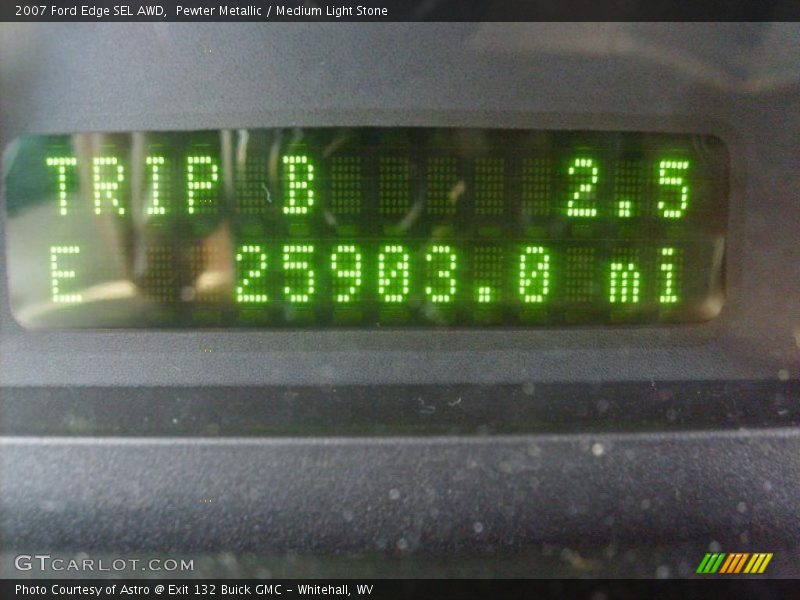 2007 Ford Edge SEL AWD,  Pewter Metallic / Medium Light Stone
TRIP B 2.5
E 25903.0 mi
GTCARLOT.COM
Photo Courtesy of Astro @ Exit 132 Buick GMC - Whitehall, WV